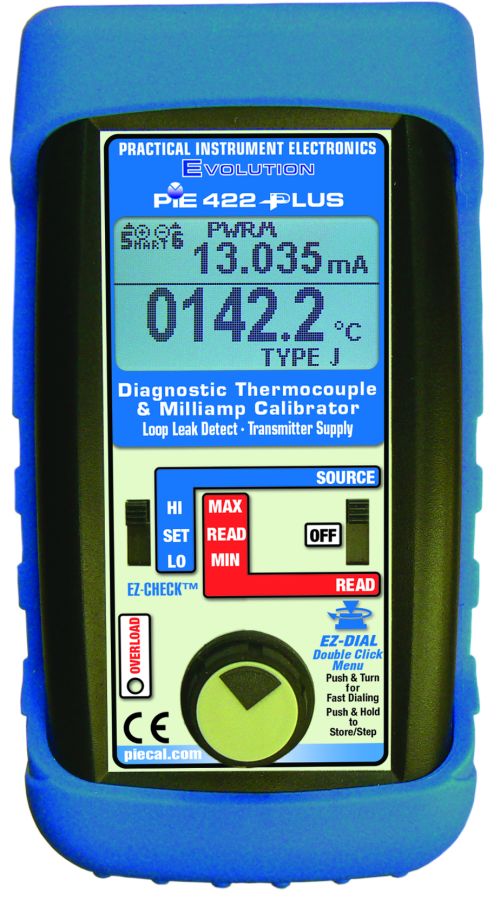 PRACTICAL INSTRUMENT ELECTRONICS
EVOLUTION
PIE 422 PLUS
PWRM
SMART 6
13.035 mA
0142.2 °C
TYPE J
Diagnostic Thermocouple
& Milliamp Calibrator
Loop Leak Detect · Transmitter Supply
SOURCE
HI MAX
SET READ OFF
LO MIN
EZ-CHECK™ READ
OVERLOAD
EZ-DIAL
Double Click
Menu
Push & Turn
for
Fast Dialing
Push & Hold
to
Store/Step
CE
piecal.com